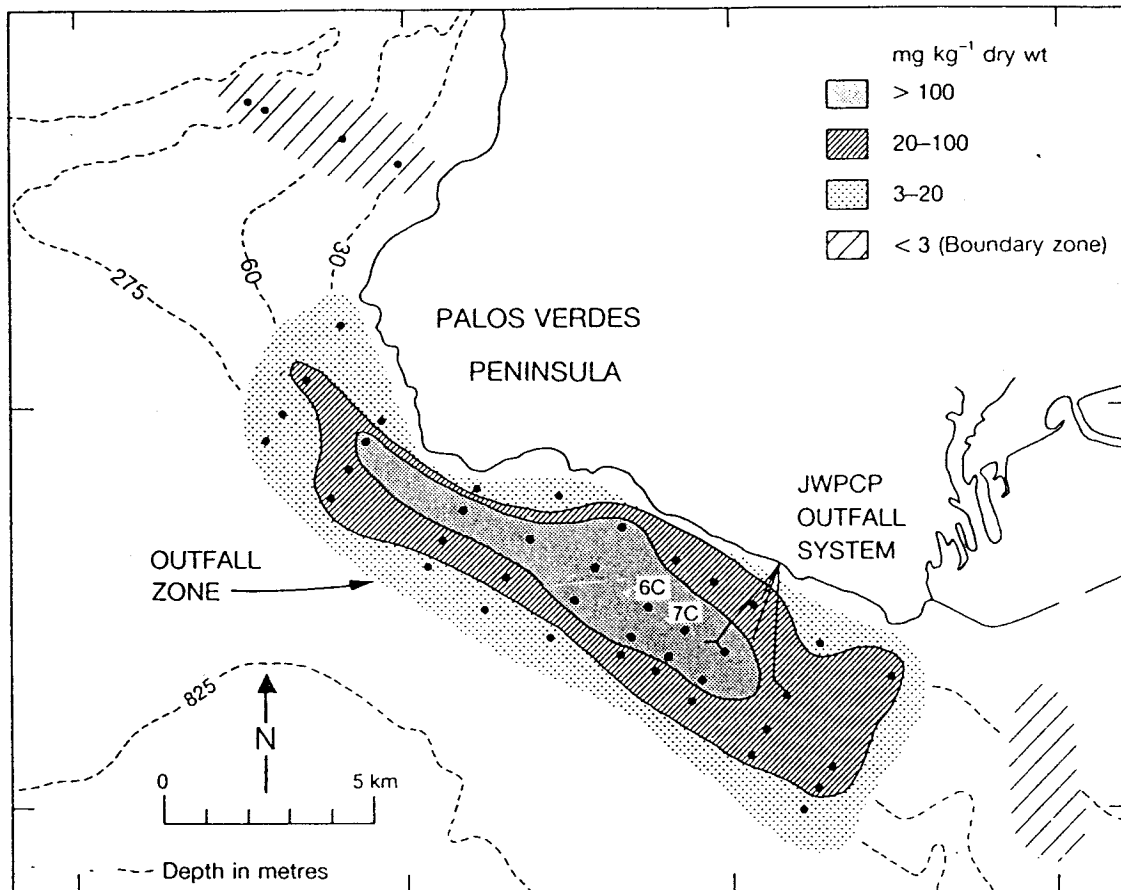 mg kg⁻¹ dry wt
> 100
20–100
3–20
< 3 (Boundary zone)
30
60
275
PALOS VERDES
PENINSULA
JWPCP
OUTFALL
SYSTEM
OUTFALL
ZONE
6C
7C
825
N
0 5 km
Depth in metres